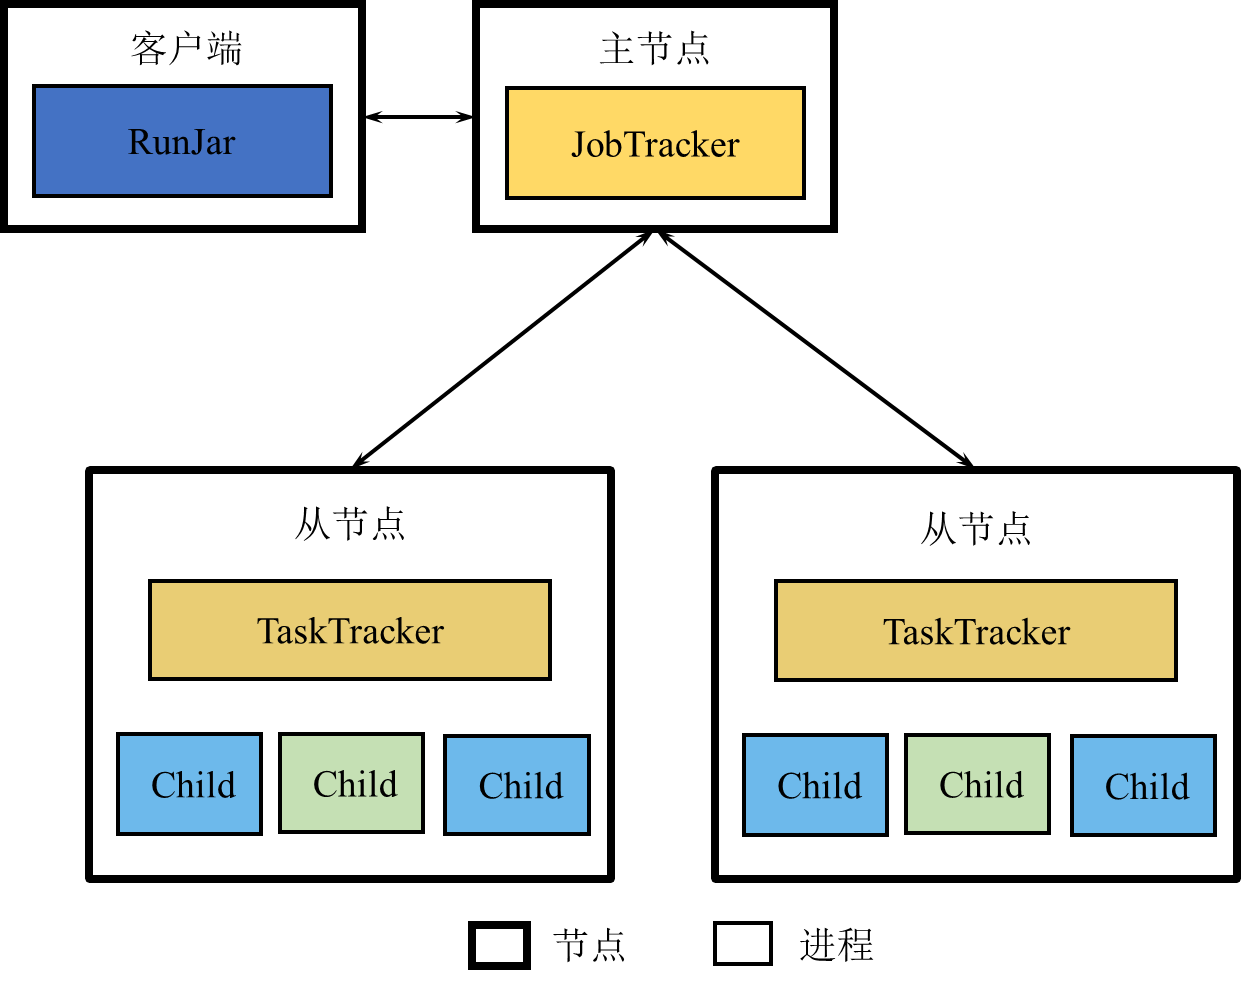 客户端
RunJar
主节点
JobTracker
从节点
TaskTracker
Child
Child
Child
从节点
TaskTracker
Child
Child
Child
节点
进程